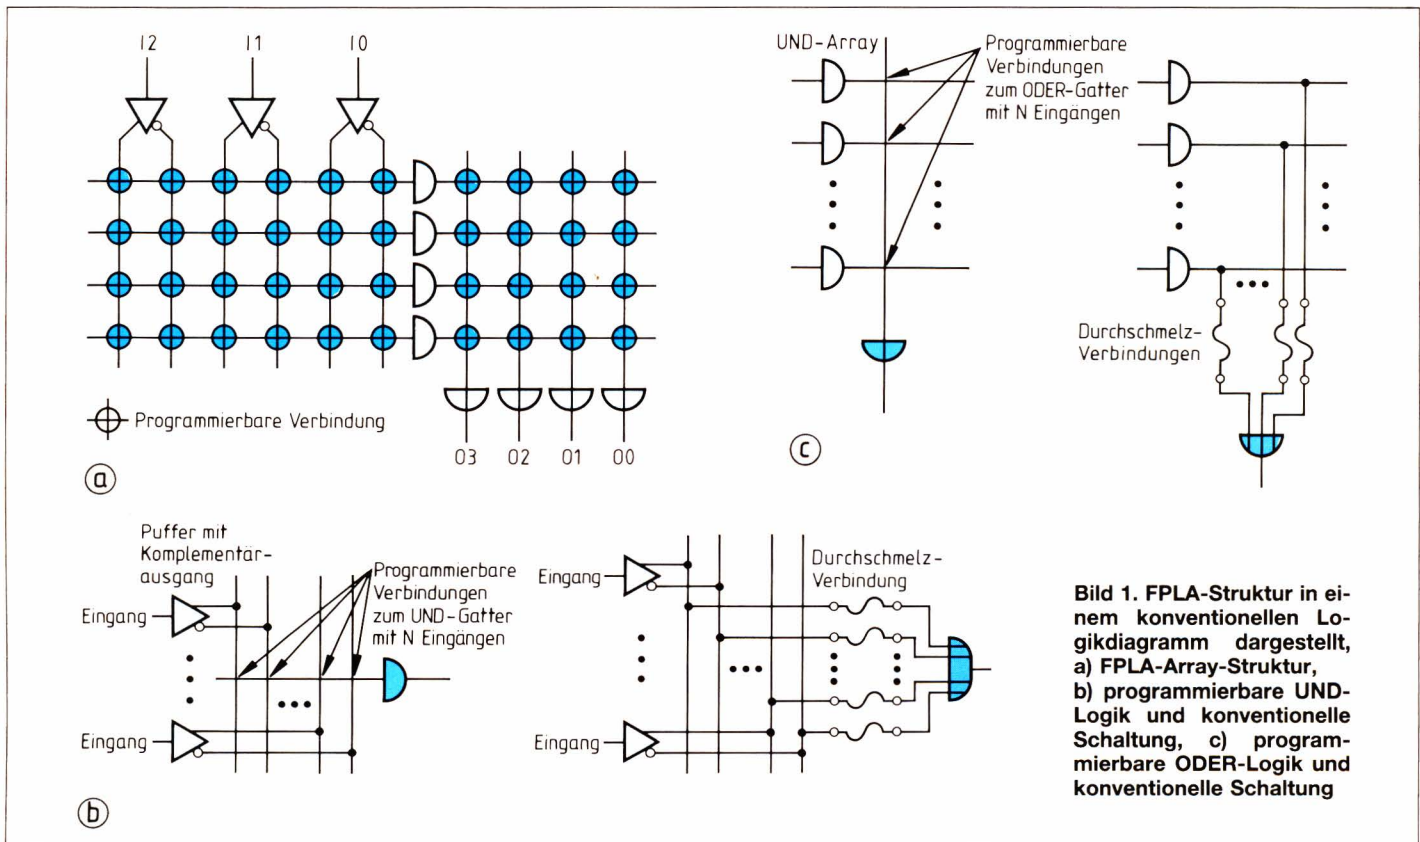 I2
I1
I0
Programmierbare Verbindung
O3
O2
O1
O0
a
UND-Array
Programmierbare
Verbindungen
zum ODER-Gatter
mit N Eingängen
Durchschmelz-
Verbindungen
c
Puffer mit
Komplementär-
ausgang
Eingang
Eingang
Programmierbare
Verbindungen
zum UND-Gatter
mit N Eingängen
Eingang
Eingang
Durchschmelz-
Verbindung
b
Bild 1. FPLA-Struktur in ei-
nem konventionellen Lo-
gikdiagramm dargestellt,
a) FPLA-Array-Struktur,
b) programmierbare UND-
Logik und konventionelle
Schaltung, c) program-
mierbare ODER-Logik und
konventionelle Schaltung